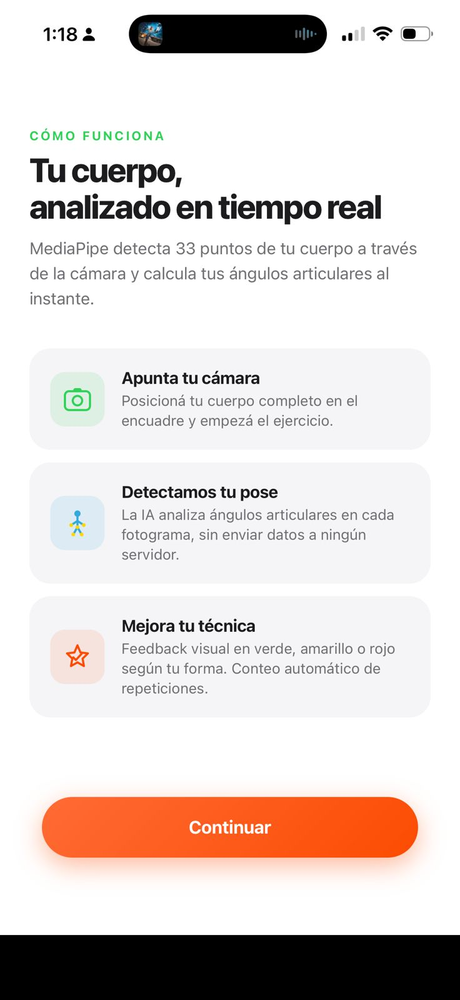 1:18
CÓMO FUNCIONA
Tu cuerpo,
analizado en tiempo real
MediaPipe detecta 33 puntos de tu cuerpo a través
de la cámara y calcula tus ángulos articulares al
instante.
Apunta tu cámara
Posicioná tu cuerpo completo en el
encuadre y empezá el ejercicio.
Detectamos tu pose
La IA analiza ángulos articulares en cada
fotograma, sin enviar datos a ningún
servidor.
Mejora tu técnica
Feedback visual en verde, amarillo o rojo
según tu forma. Conteo automático de
repeticiones.
Continuar